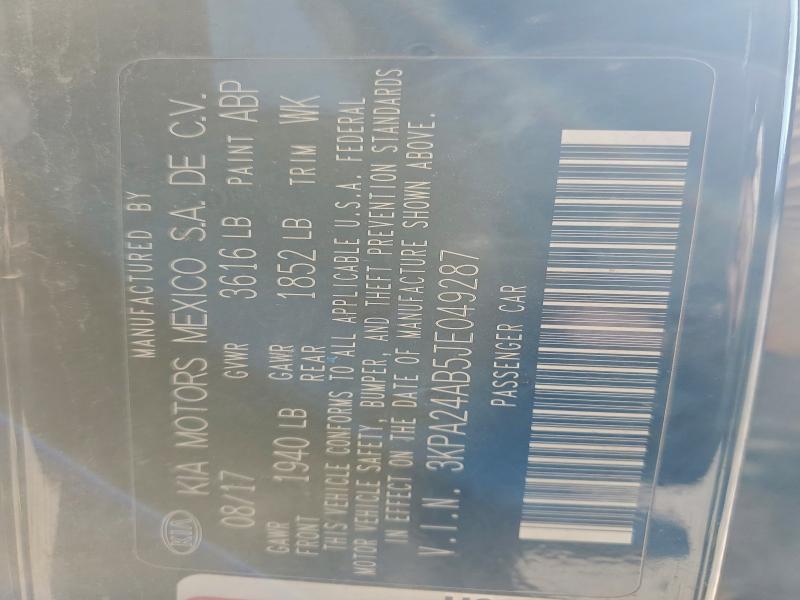 MANUFACTURED BY
KIA KIA MOTORS MEXICO S.A. DE C.V.
08/17 GVWR 3616 LB PAINT ABP
GAWR FRONT 1940 LB GAWR REAR 1852 LB TRIM WK
THIS VEHICLE CONFORMS TO ALL APPLICABLE U.S.A. FEDERAL
MOTOR VEHICLE SAFETY, BUMPER, AND THEFT PREVENTION STANDARDS
IN EFFECT ON THE DATE OF MANUFACTURE SHOWN ABOVE.
V.I.N. 3KPA24AB5JE049287
PASSENGER CAR